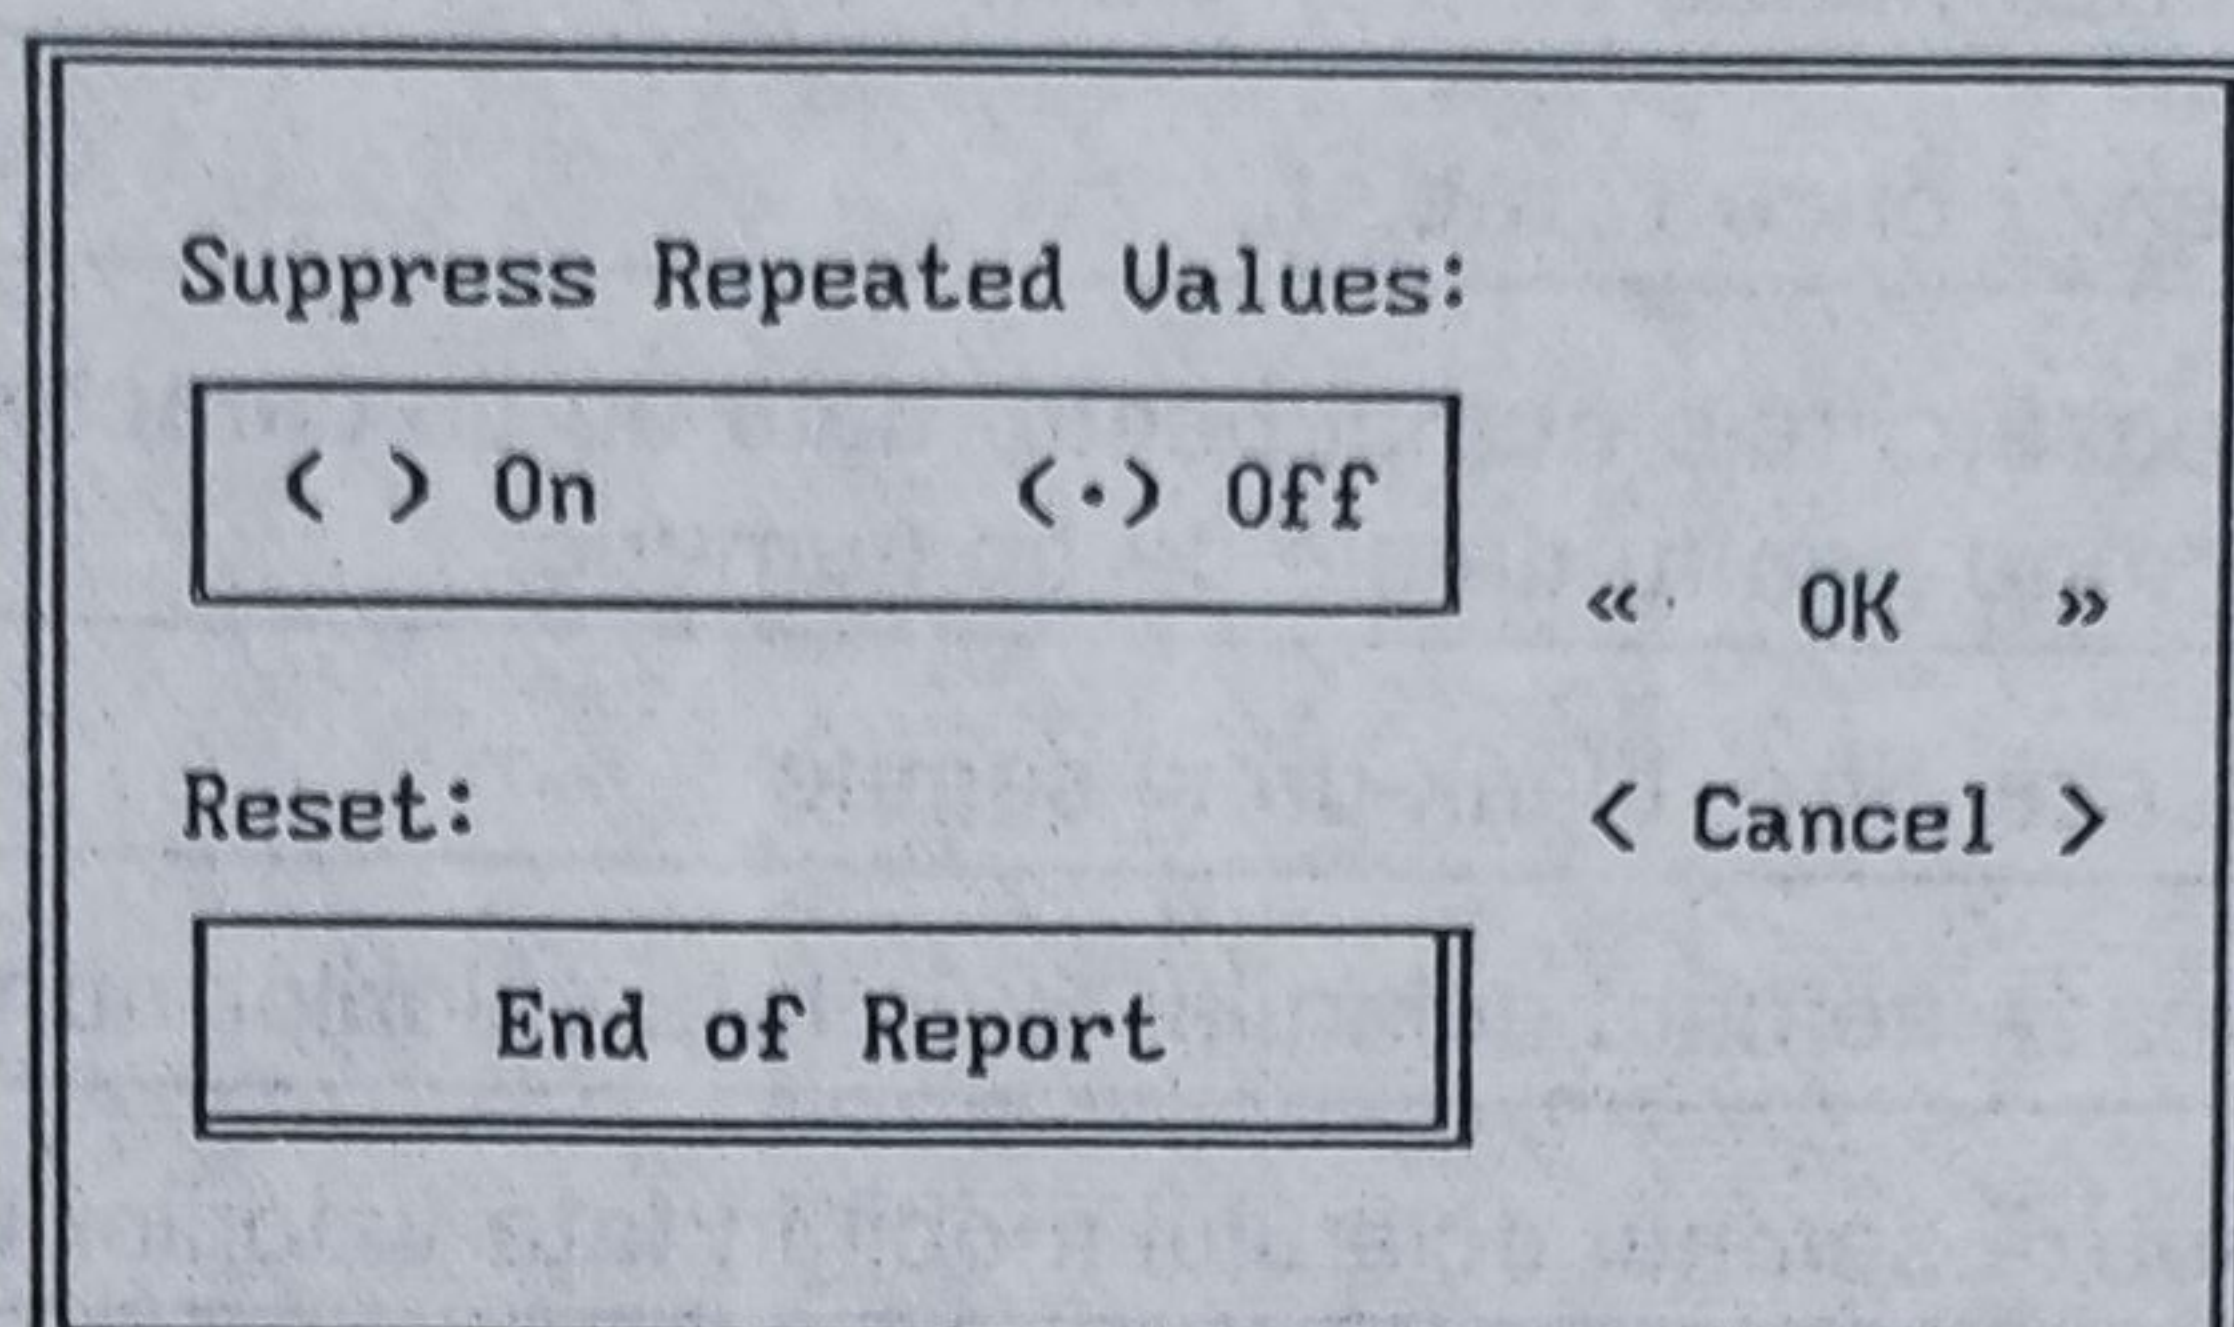 Suppress Repeated Values:
( ) On (·) Off
« OK »
Reset:
< Cancel >
End of Report